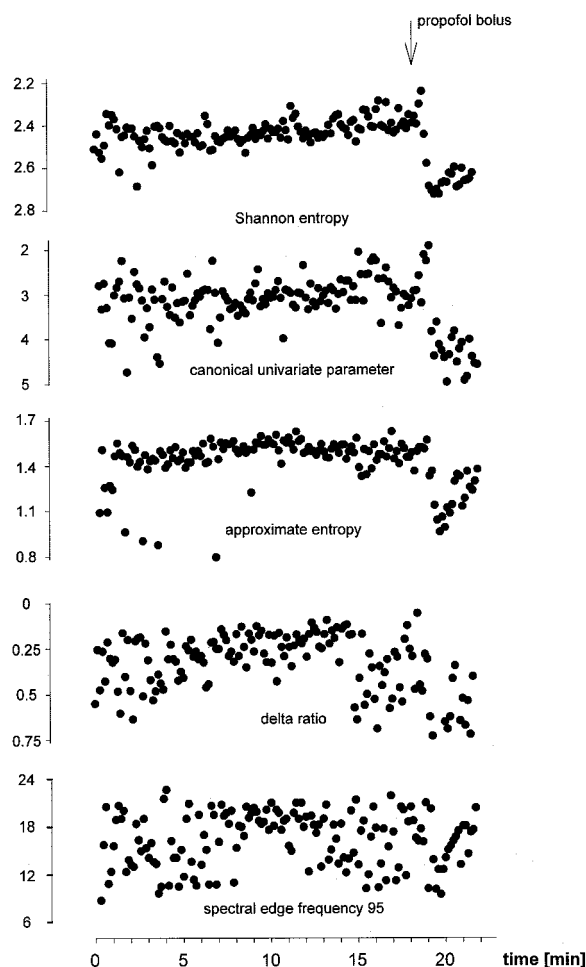 propofol bolus
2.2
2.4
2.6
2.8
Shannon entropy
2
3
4
5
canonical univariate parameter
1.7
1.4
1.1
0.8
approximate entropy
0
0.25
0.5
0.75
delta ratio
24
18
12
6
spectral edge frequency 95
0 5 10 15 20 time [min]